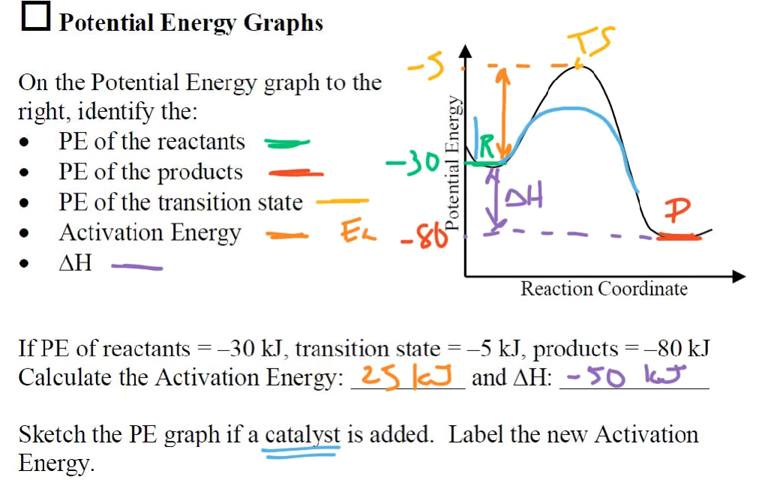 Potential Energy Graphs
On the Potential Energy graph to the
right, identify the:
• PE of the reactants
• PE of the products
• PE of the transition state
• Activation Energy Ea
• ΔH
-5
TS
-30
R
ΔH
-80
P
Potential Energy
Reaction Coordinate
If PE of reactants = –30 kJ, transition state = –5 kJ, products = –80 kJ
Calculate the Activation Energy: 25 kJ and ΔH: -50 kJ
Sketch the PE graph if a catalyst is added. Label the new Activation
Energy.